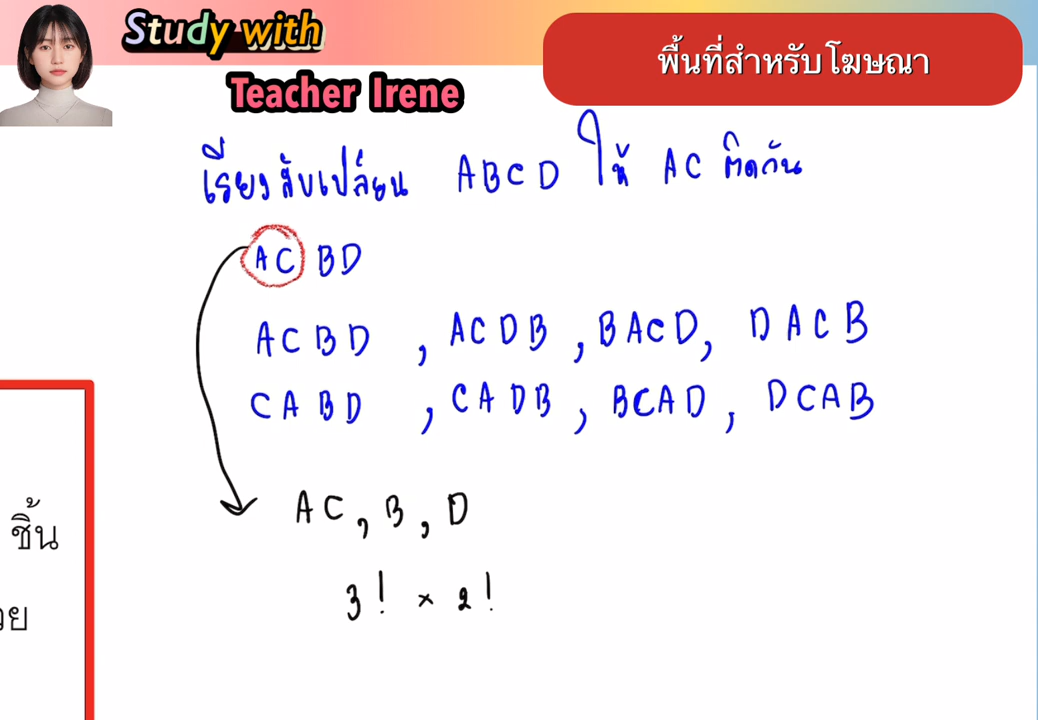 Study with
Teacher Irene
พื้นที่สำหรับโฆษณา
เรียงสับเปลี่ยน ABCD ให้ AC ติดกัน
AC BD
ACBD , ACDB , BACD, DACB
CABD , CADB , BCAD , DCAB
AC , B , D
3! × 2!
ชิ้น
วย